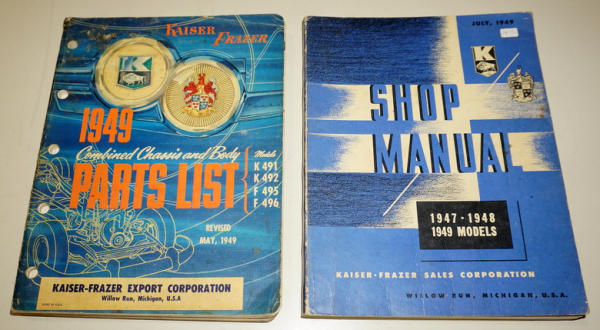 KAISER
FRAZER
1949
Combined Chassis and Body
PARTS LIST
Models
K 491
K 492
F 495
F 496
REVISED
MAY, 1949
KAISER-FRAZER EXPORT CORPORATION
Willow Run, Michigan, U.S.A
JULY, 1949
K
SHOP
MANUAL
1947 · 1948
1949 MODELS
KAISER-FRAZER SALES CORPORATION
WILLOW RUN, MICHIGAN, U.S.A.